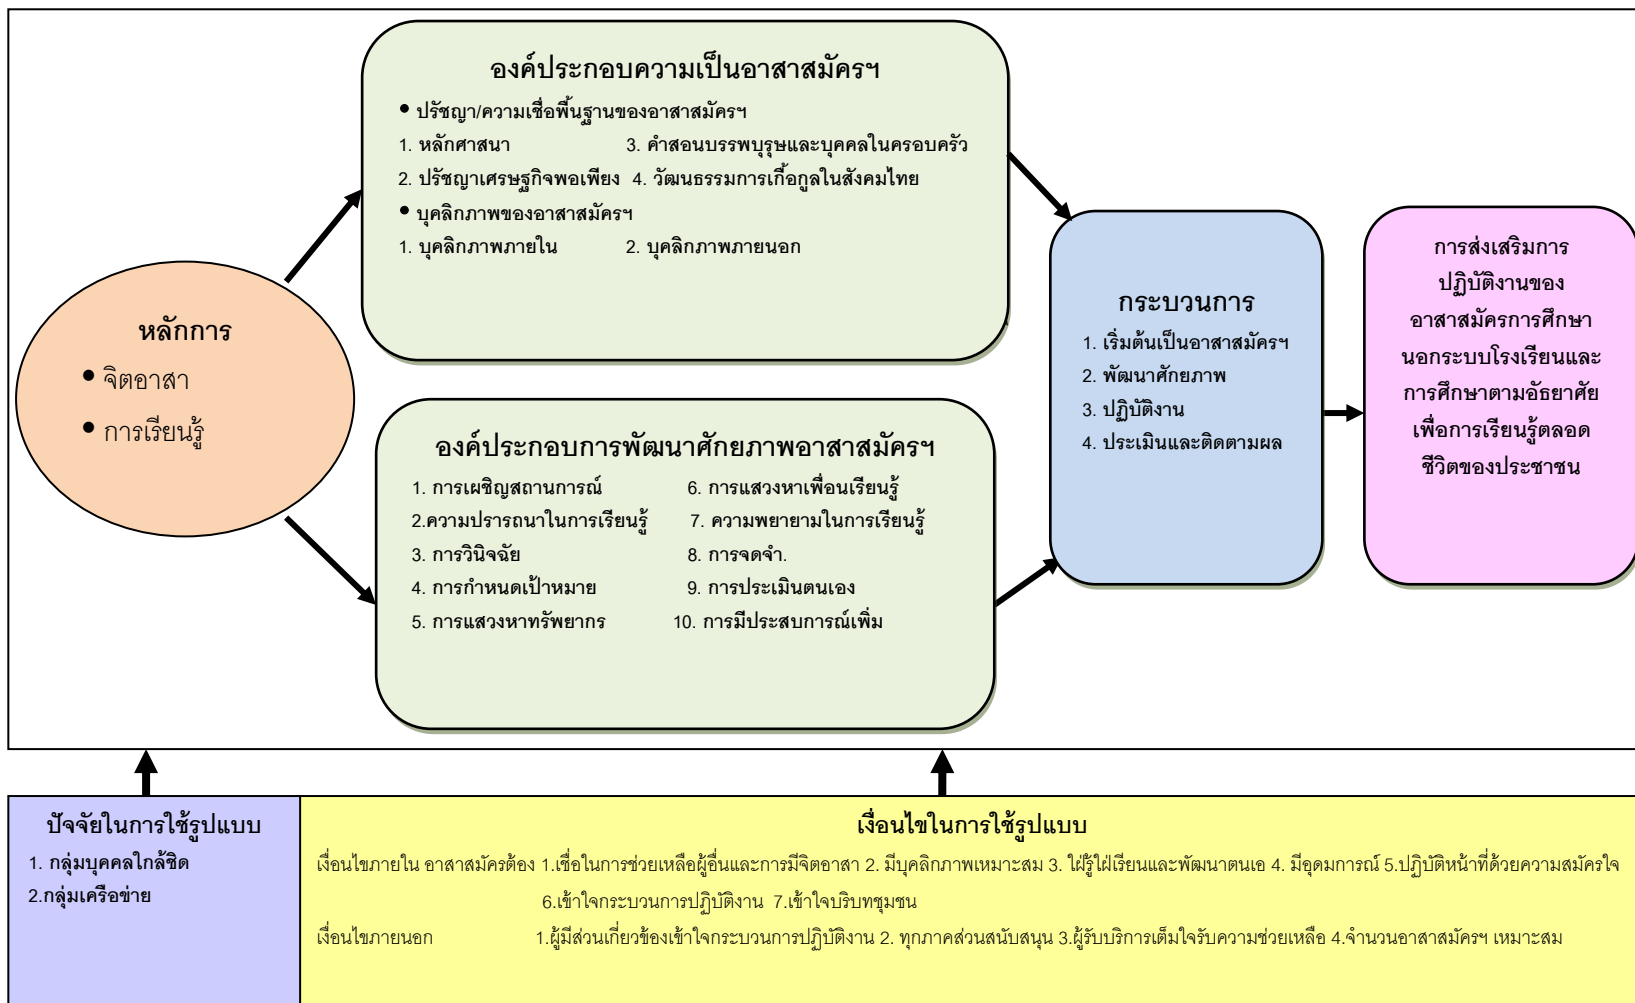 องค์ประกอบความเป็นอาสาสมัครฯ
• ปรัชญา/ความเชื่อพื้นฐานของอาสาสมัครฯ
1. หลักศาสนา 3. คำสอนบรรพบุรุษและบุคคลในครอบครัว
2. ปรัชญาเศรษฐกิจพอเพียง 4. วัฒนธรรมการเกื้อกูลในสังคมไทย
• บุคลิกภาพของอาสาสมัครฯ
1. บุคลิกภาพภายใน 2. บุคลิกภาพภายนอก
หลักการ
• จิตอาสา
• การเรียนรู้
องค์ประกอบการพัฒนาศักยภาพอาสาสมัครฯ
1. การเผชิญสถานการณ์ 6. การแสวงหาเพื่อนเรียนรู้
2.ความปรารถนาในการเรียนรู้ 7. ความพยายามในการเรียนรู้
3. การวินิจฉัย 8. การจดจำ.
4. การกำหนดเป้าหมาย 9. การประเมินตนเอง
5. การแสวงหาทรัพยากร 10. การมีประสบการณ์เพิ่ม
กระบวนการ
1. เริ่มต้นเป็นอาสาสมัครฯ
2. พัฒนาศักยภาพ
3. ปฏิบัติงาน
4. ประเมินและติดตามผล
การส่งเสริมการ
ปฏิบัติงานของ
อาสาสมัครการศึกษา
นอกระบบโรงเรียนและ
การศึกษาตามอัธยาศัย
เพื่อการเรียนรู้ตลอด
ชีวิตของประชาชน
ปัจจัยในการใช้รูปแบบ
1. กลุ่มบุคคลใกล้ชิด
2.กลุ่มเครือข่าย
เงื่อนไขในการใช้รูปแบบ
เงื่อนไขภายใน อาสาสมัครต้อง 1.เชื่อในการช่วยเหลือผู้อื่นและการมีจิตอาสา 2. มีบุคลิกภาพเหมาะสม 3. ใฝ่รู้ใฝ่เรียนและพัฒนาตนเอ 4. มีอุดมการณ์ 5.ปฏิบัติหน้าที่ด้วยความสมัครใจ
6.เข้าใจกระบวนการปฏิบัติงาน 7.เข้าใจบริบทชุมชน
เงื่อนไขภายนอก 1.ผู้มีส่วนเกี่ยวข้องเข้าใจกระบวนการปฏิบัติงาน 2. ทุกภาคส่วนสนับสนุน 3.ผู้รับบริการเต็มใจรับความช่วยเหลือ 4.จำนวนอาสาสมัครฯ เหมาะสม